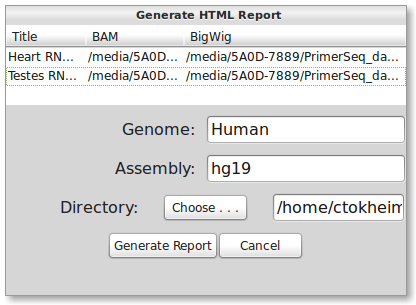 Generate HTML Report
Title BAM BigWig
Heart RN... /media/5A0D... /media/5A0D-7889/PrimerSeq_da...
Testes RN... /media/5A0D... /media/5A0D-7889/PrimerSeq_da...
Genome: Human
Assembly: hg19
Directory: Choose . . . /home/ctokheim
Generate Report Cancel